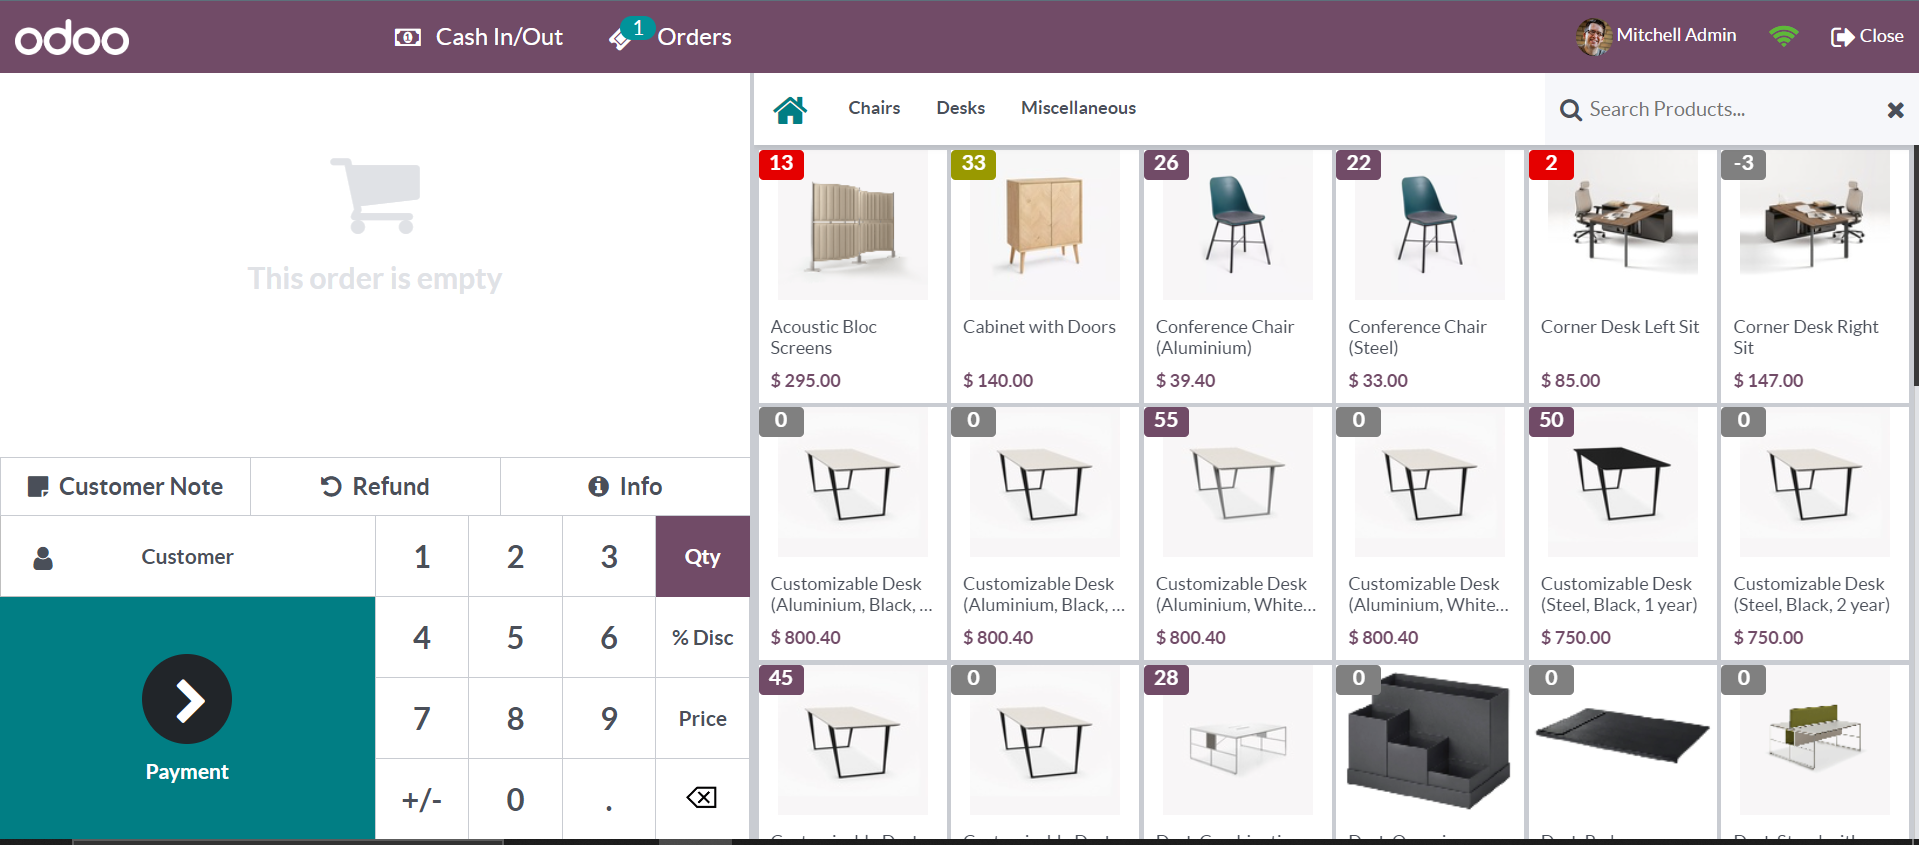 odoo
Cash In/Out
1
Orders
Mitchell Admin
Close
This order is empty
Customer Note
Refund
Info
Customer
1
2
3
Qty
4
5
6
% Disc
7
8
9
Price
+/-
0
.
Payment
Chairs
Desks
Miscellaneous
Search Products...
13
Acoustic Bloc
Screens
$ 295.00
33
Cabinet with Doors
$ 140.00
26
Conference Chair
(Aluminium)
$ 39.40
22
Conference Chair
(Steel)
$ 33.00
2
Corner Desk Left Sit
$ 85.00
-3
Corner Desk Right
Sit
$ 147.00
0
Customizable Desk
(Aluminium, Black, ...
$ 800.40
0
Customizable Desk
(Aluminium, Black, ...
$ 800.40
55
Customizable Desk
(Aluminium, White...
$ 800.40
0
Customizable Desk
(Aluminium, White...
$ 800.40
50
Customizable Desk
(Steel, Black, 1 year)
$ 750.00
0
Customizable Desk
(Steel, Black, 2 year)
$ 750.00
45
0
28
0
0
0